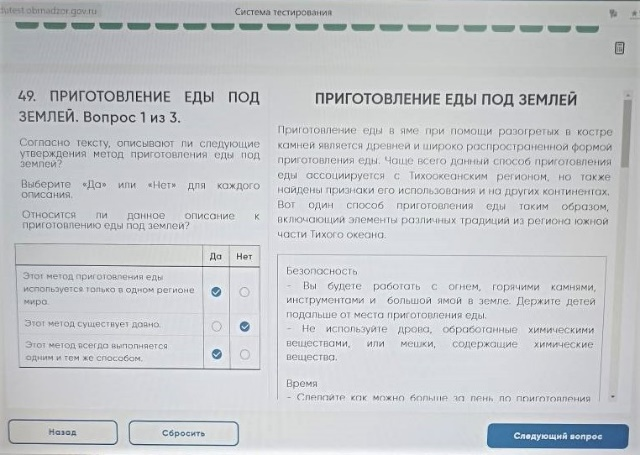 dutest.obrnadzor.gov.ru
Система тестирования
49. ПРИГОТОВЛЕНИЕ ЕДЫ ПОД
ЗЕМЛЕЙ. Вопрос 1 из 3.
Согласно тексту, описывают ли следующие
утверждения метод приготовления еды под
землей?
Выберите «Да» или «Нет» для каждого
описания.
Относится ли данное описание к
приготовлению еды под землей?
Да Нет
Этот метод приготовления еды
используется только в одном регионе
мира.
Этот метод существует давно.
Этот метод всегда выполняется
одним и тем же способом.
ПРИГОТОВЛЕНИЕ ЕДЫ ПОД ЗЕМЛЕЙ
Приготовление еды в яме при помощи разогретых в костре
камней является древней и широко распространенной формой
приготовления еды. Чаще всего данный способ приготовления
еды ассоциируется с Тихоокеанским регионом, но также
найдены признаки его использования и на других континентах.
Вот один способ приготовления еды таким образом,
включающий элементы различных традиций из региона южной
части Тихого океана.
Безопасность
- Вы будете работать с огнем, горячими камнями,
инструментами и большой ямой в земле. Держите детей
подальше от места приготовления еды.
- Не используйте дрова, обработанные химическими
веществами, или мешки, содержащие химические
вещества.
Время
- Сделайте как можно больше за день до приготовления
Назад
Сбросить
Следующий вопрос